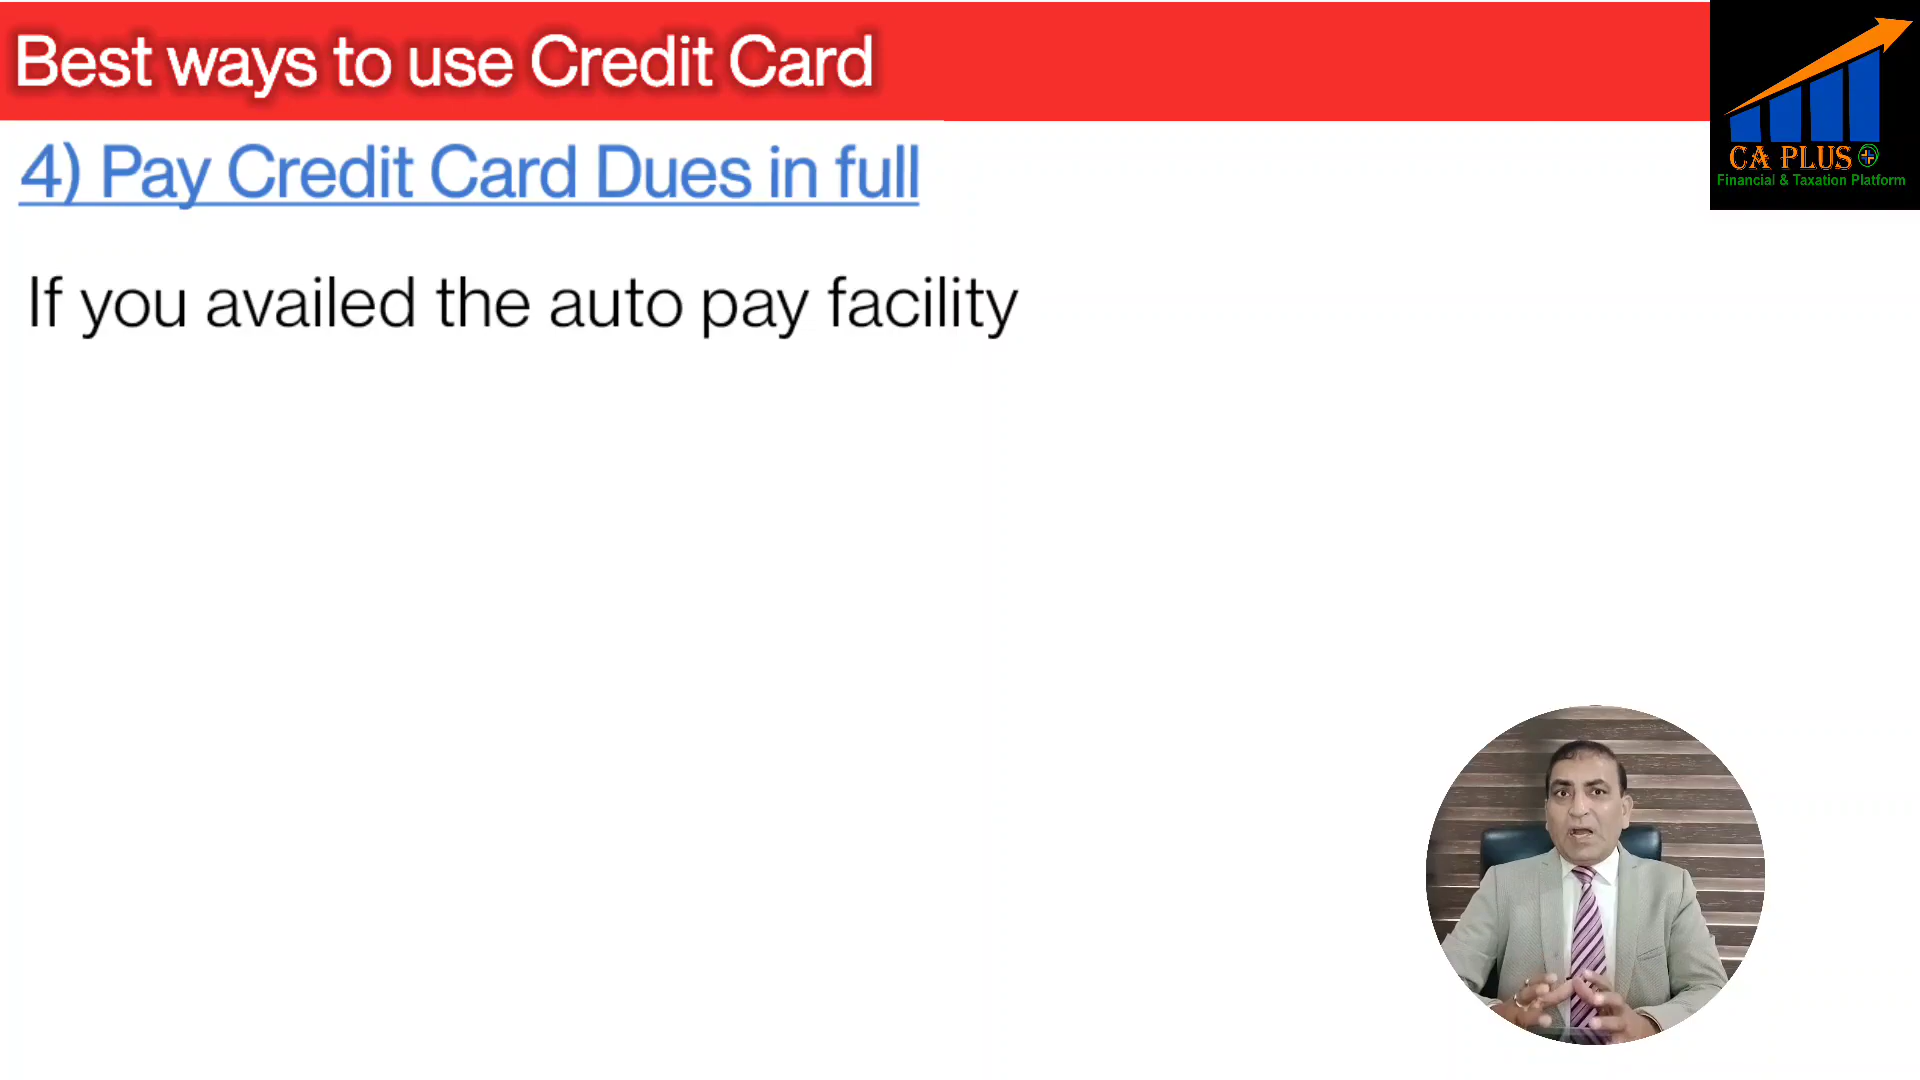 Best ways to use Credit Card
4) Pay Credit Card Dues in full
If you availed the auto pay facility
CA PLUS
Financial & Taxation Platform